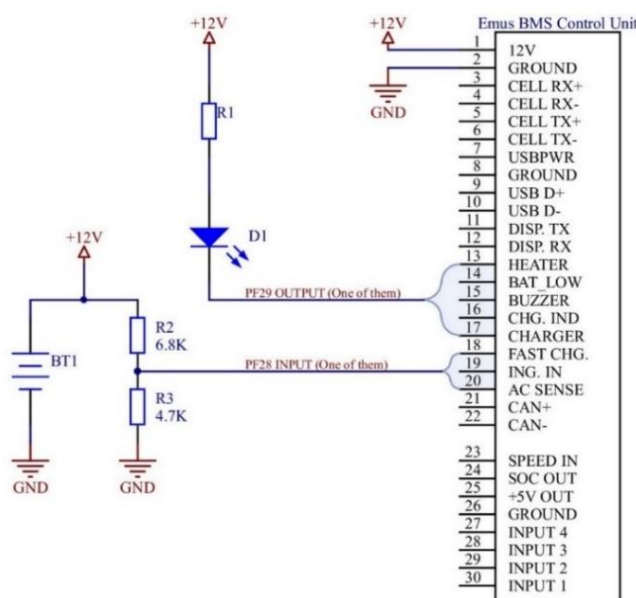 Emus BMS Control Unit
+12V
R1
D1
PF29 OUTPUT (One of them)
+12V
R2
6.8K
BT1
PF28 INPUT (One of them)
R3
4.7K
GND
GND
+12V
GND
1 12V
2 GROUND
3 CELL RX+
4 CELL RX-
5 CELL TX+
6 CELL TX-
7 USBPWR
8 GROUND
9 USB D+
10 USB D-
11 DISP. TX
12 DISP. RX
13 HEATER
14 BAT_LOW
15 BUZZER
16 CHG. IND
17 CHARGER
18 FAST CHG.
19 ING. IN
20 AC SENSE
21 CAN+
22 CAN-
23 SPEED IN
24 SOC OUT
25 +5V OUT
26 GROUND
27 INPUT 4
28 INPUT 3
29 INPUT 2
30 INPUT 1